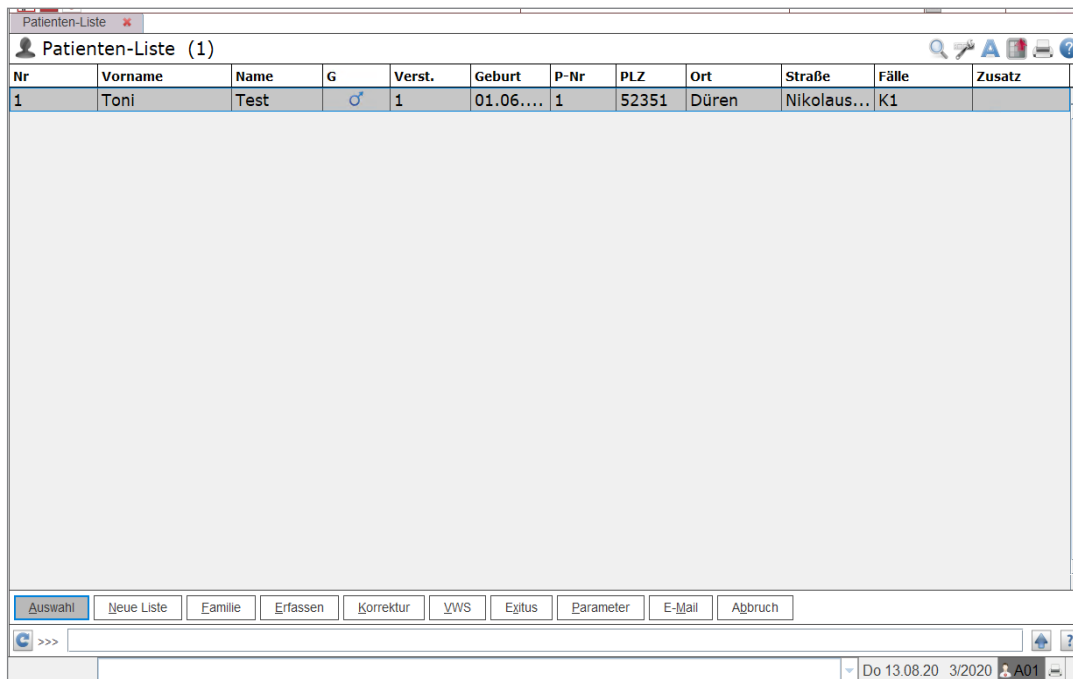 Patienten-Liste
Patienten-Liste (1)
Nr Vorname Name G Verst. Geburt P-Nr PLZ Ort Straße Fälle Zusatz
1 Toni Test ♂ 1 01.06.... 1 52351 Düren Nikolaus... K1
Auswahl Neue Liste Familie Erfassen Korrektur VWS Exitus Parameter E-Mail Abbruch
>>> ?
Do 13.08.20 3/2020 A01